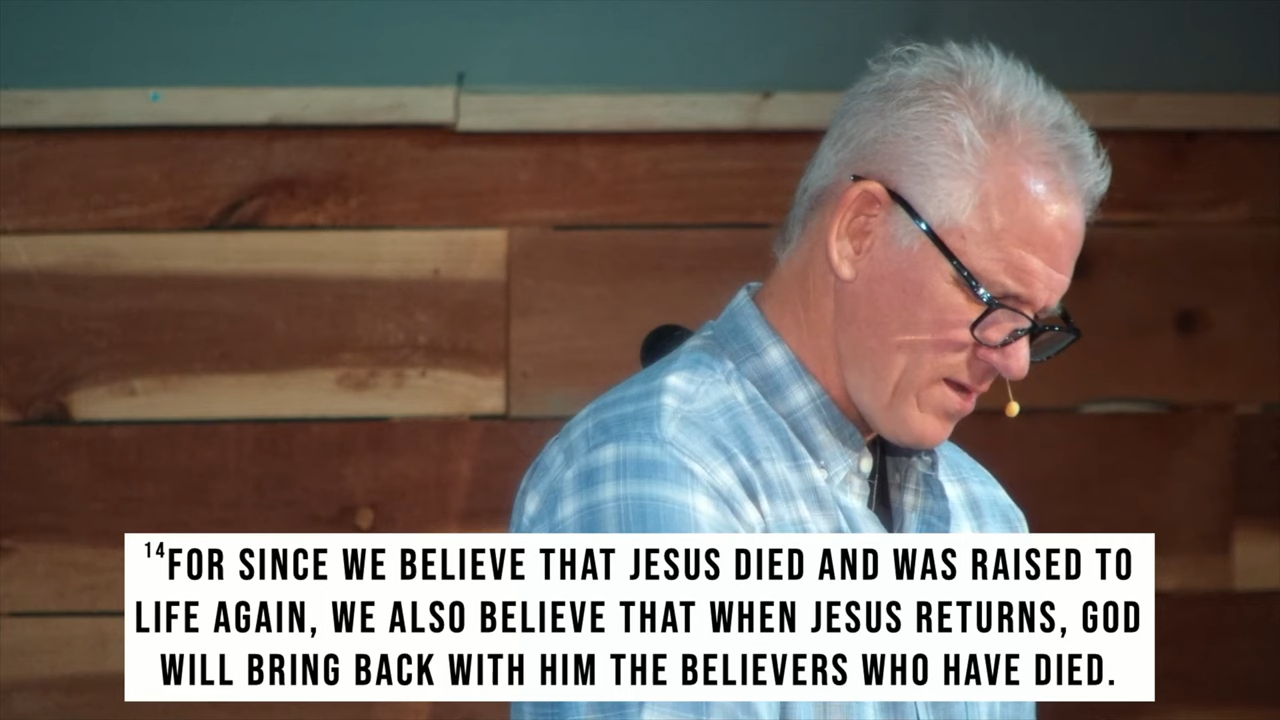 ¹⁴FOR SINCE WE BELIEVE THAT JESUS DIED AND WAS RAISED TO
LIFE AGAIN, WE ALSO BELIEVE THAT WHEN JESUS RETURNS, GOD
WILL BRING BACK WITH HIM THE BELIEVERS WHO HAVE DIED.